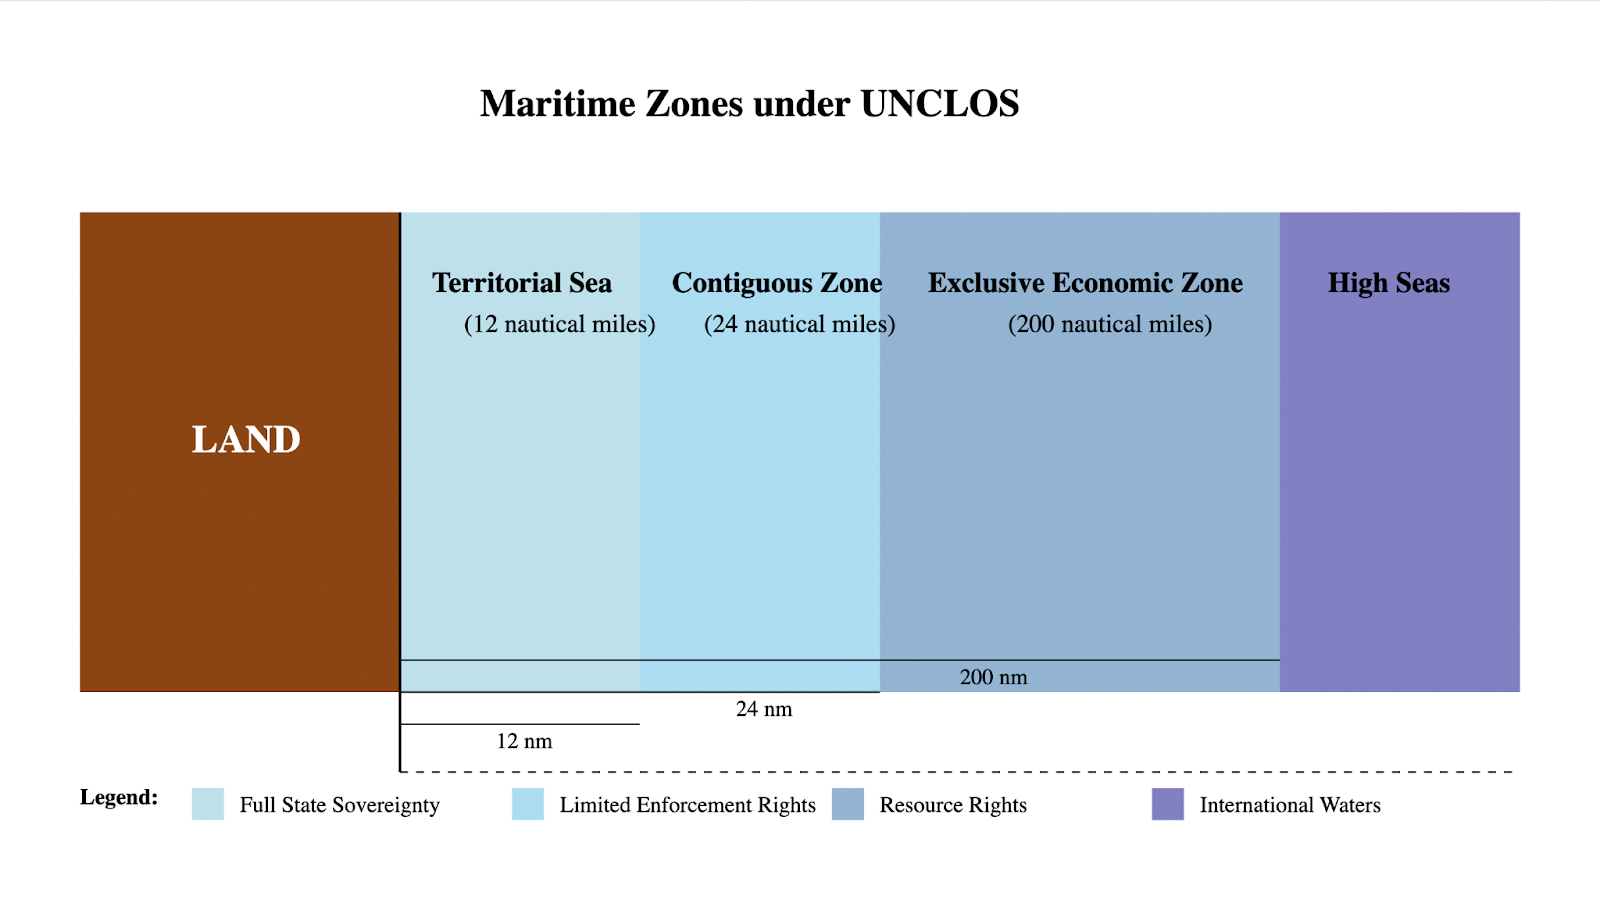 Maritime Zones under UNCLOS
LAND
Territorial Sea
(12 nautical miles)
Contiguous Zone
(24 nautical miles)
Exclusive Economic Zone
(200 nautical miles)
High Seas
200 nm
24 nm
12 nm
Legend:
Full State Sovereignty
Limited Enforcement Rights
Resource Rights
International Waters